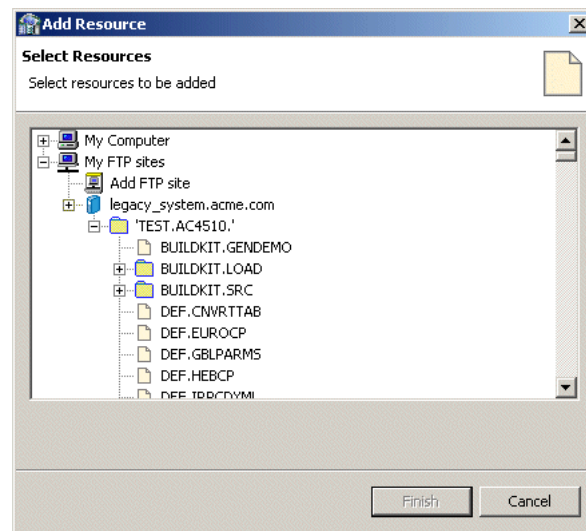 Add Resource
Select Resources
Select resources to be added
My Computer
My FTP sites
Add FTP site
legacy_system.acme.com
'TEST.AC4510.'
BUILDKIT.GENDEMO
BUILDKIT.LOAD
BUILDKIT.SRC
DEF.CNVRTTAB
DEF.EUROCP
DEF.GBLPARMS
DEF.HEBCP
Finish Cancel